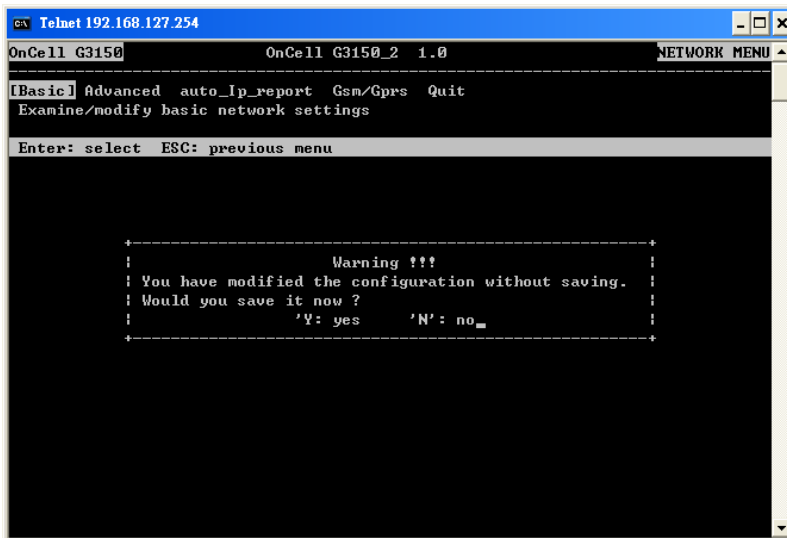 Telnet 192.168.127.254
OnCell G3150 OnCell G3150_2 1.0 NETWORK MENU
[Basic] Advanced auto_Ip_report Gsm/Gprs Quit
Examine/modify basic network settings
Enter: select ESC: previous menu
Warning !!!
You have modified the configuration without saving.
Would you save it now ?
'Y: yes 'N': no_